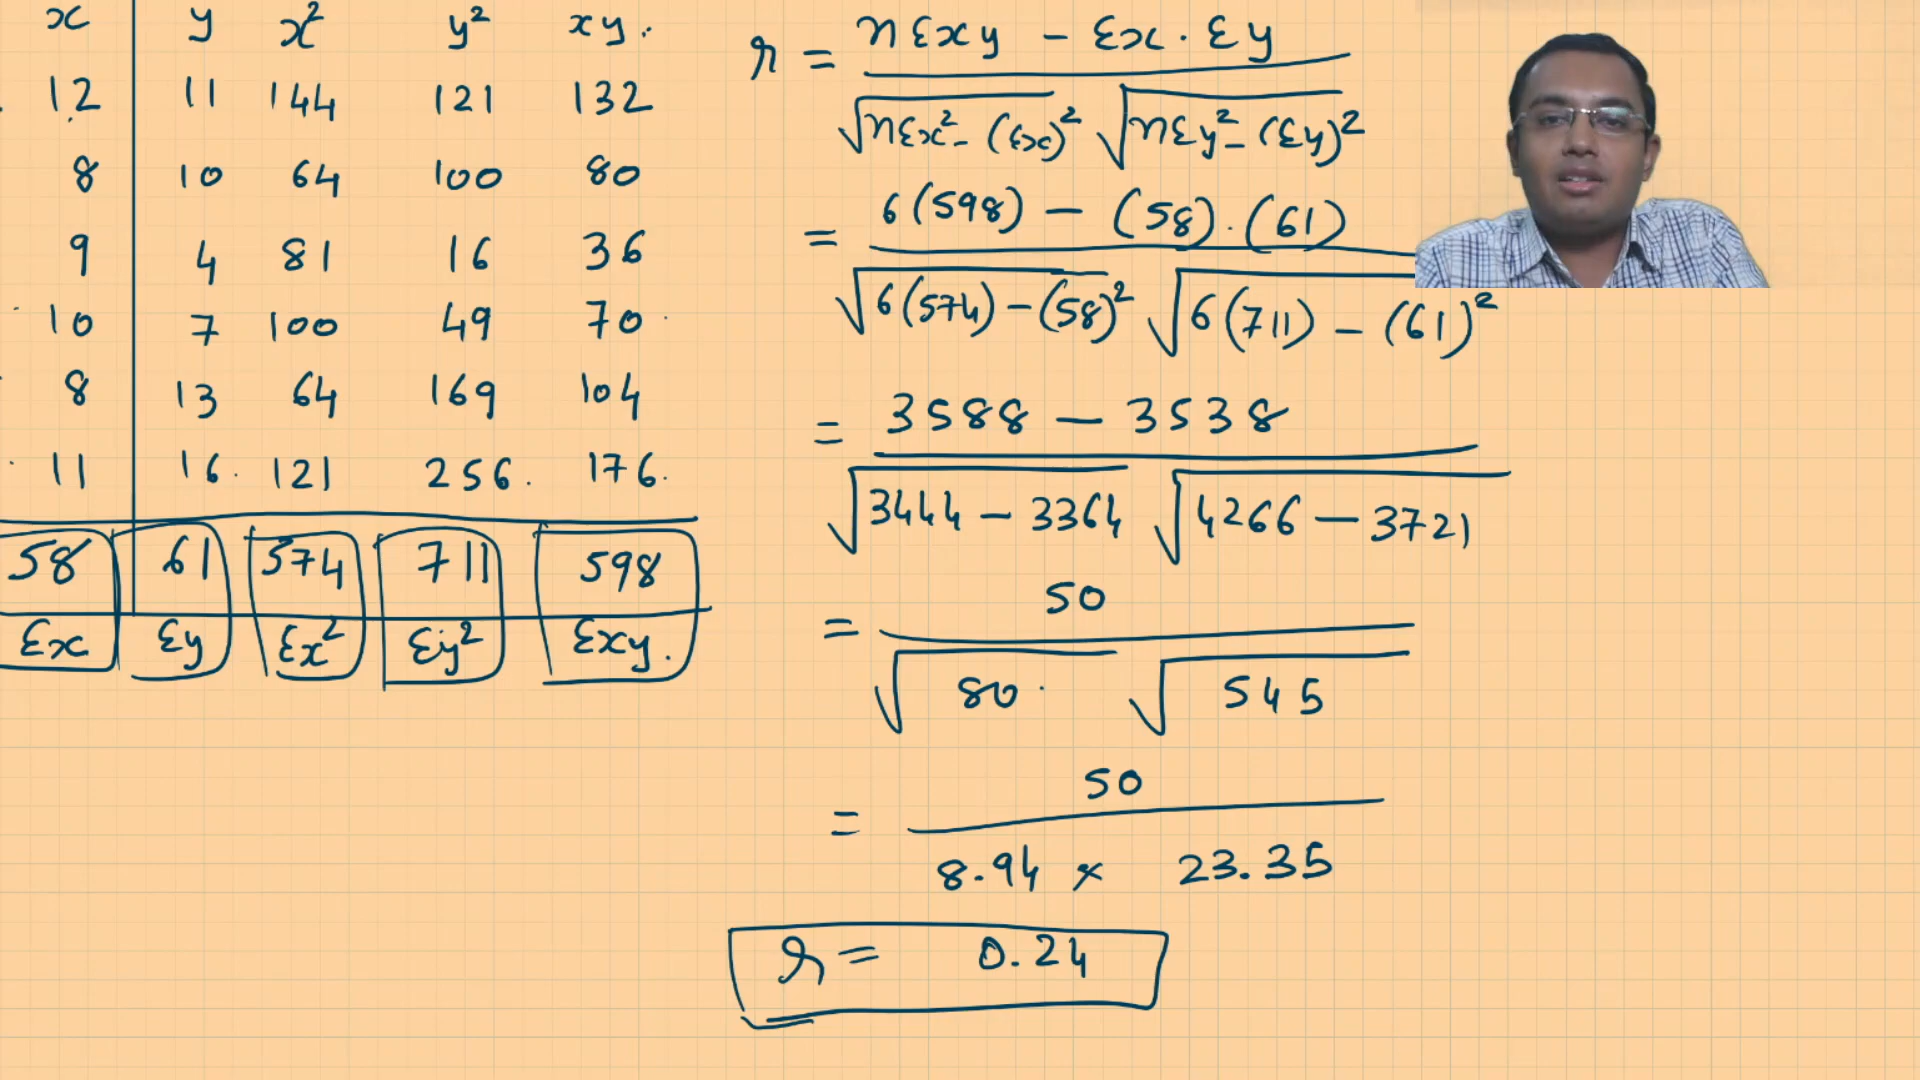 x y x² y² xy.
12 11 144 121 132
8 10 64 100 80
9 4 81 16 36
10 7 100 49 70
8 13 64 169 104
11 16 121 256 176
58 61 574 711 598
Σx Σy Σx² Σy² Σxy.
r = nΣxy - Σx · Σy
√nΣx² - (Σx)² √nΣy² - (Σy)²
= 6(598) - (58).(61)
√6(574) - (58)² √6(711) - (61)²
= 3588 - 3538
√3444 - 3364 √4266 - 3721
= 50
√80 √545
= 50
8.94 × 23.35
r = 0.24